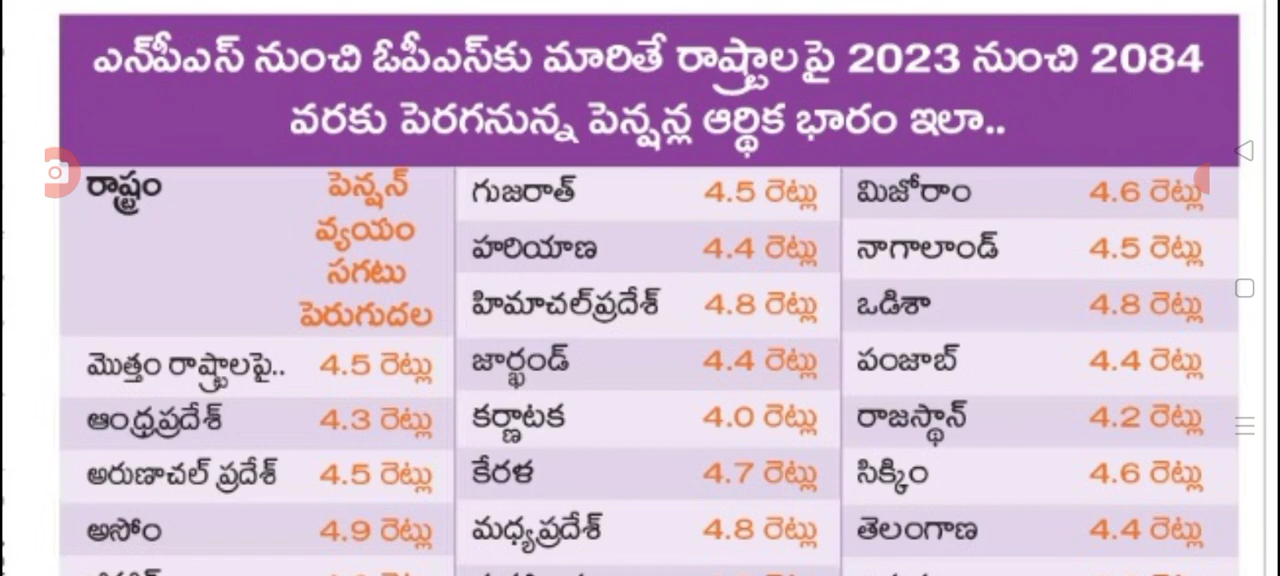 ఎన్‌పీఎస్ నుంచి ఓపీఎస్‌కు మారితే రాష్ట్రాలపై 2023 నుంచి 2084
వరకు పెరగనున్న పెన్షన్ల ఆర్థిక భారం ఇలా..
రాష్ట్రం
పెన్షన్
వ్యయం
సగటు
పెరుగుదల
మొత్తం రాష్ట్రాలపై.. 4.5 రెట్లు
ఆంధ్రప్రదేశ్ 4.3 రెట్లు
అరుణాచల్ ప్రదేశ్ 4.5 రెట్లు
అసోం 4.9 రెట్లు
గుజరాత్ 4.5 రెట్లు
హరియాణ 4.4 రెట్లు
హిమాచల్‌ప్రదేశ్ 4.8 రెట్లు
జార్ఖండ్ 4.4 రెట్లు
కర్ణాటక 4.0 రెట్లు
కేరళ 4.7 రెట్లు
మధ్యప్రదేశ్ 4.8 రెట్లు
మిజోరాం 4.6 రెట్లు
నాగాలాండ్ 4.5 రెట్లు
ఒడిశా 4.8 రెట్లు
పంజాబ్ 4.4 రెట్లు
రాజస్థాన్ 4.2 రెట్లు
సిక్కిం 4.6 రెట్లు
తెలంగాణ 4.4 రెట్లు